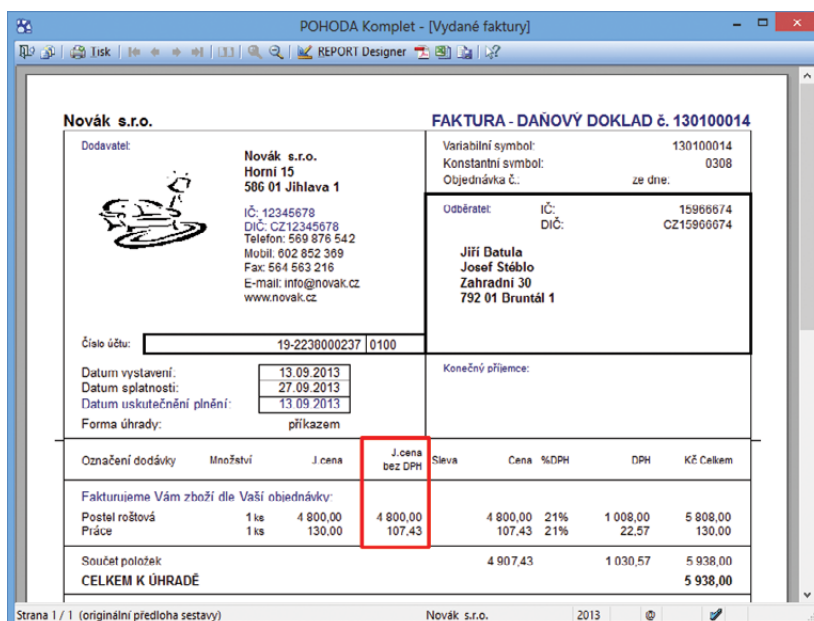 POHODA Komplet - [Vydané faktury]
Tisk REPORT Designer
Novák s.r.o.
FAKTURA - DAŇOVÝ DOKLAD č. 130100014
Dodavatel:
Novák s.r.o.
Horní 15
586 01 Jihlava 1
IČ: 12345678
DIČ: CZ12345678
Telefon: 569 876 542
Mobil: 602 852 369
Fax: 564 563 216
E-mail: info@novak.cz
www.novak.cz
Variabilní symbol: 130100014
Konstantní symbol: 0308
Objednávka č.: ze dne:
Odběratel: IČ: 15966674
DIČ: CZ15966674
Jiří Batula
Josef Stéblo
Zahradní 30
792 01 Bruntál 1
Číslo účtu: 19-2238000237 0100
Datum vystavení: 13.09.2013
Datum splatnosti: 27.09.2013
Datum uskutečnění plnění: 13.09.2013
Forma úhrady: příkazem
Konečný příjemce:
Označení dodávky Množství J.cena J.cena bez DPH Sleva Cena %DPH DPH Kč Celkem
Fakturujeme Vám zboží dle Vaší objednávky:
Postel roštová 1 ks 4 800,00 4 800,00 4 800,00 21% 1 008,00 5 808,00
Práce 1 ks 130,00 107,43 107,43 21% 22,57 130,00
Součet položek 4 907,43 1 030,57 5 938,00
CELKEM K ÚHRADĚ 5 938,00
Strana 1 / 1 (originální předloha sestavy) Novák s.r.o. 2013 @